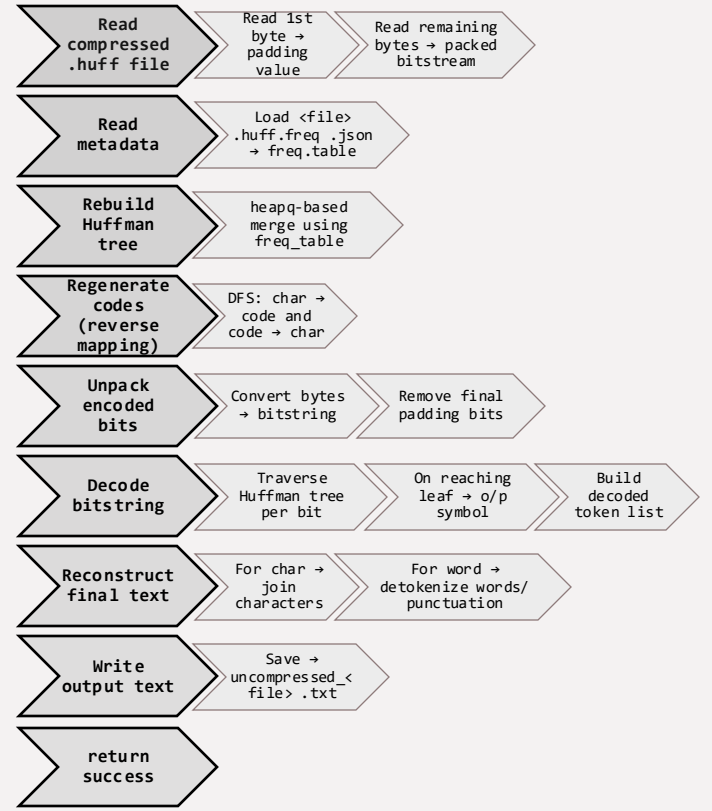 Read
compressed
.huff file
Read 1st
byte →
padding
value
Read remaining
bytes → packed
bitstream
Read
metadata
Load <file>
.huff.freq .json
→ freq.table
Rebuild
Huffman
tree
heapq-based
merge using
freq_table
Regenerate
codes
(reverse
mapping)
DFS: char →
code and
code → char
Unpack
encoded
bits
Convert bytes
→ bitstring
Remove final
padding bits
Decode
bitstring
Traverse
Huffman tree
per bit
On reaching
leaf → o/p
symbol
Build
decoded
token list
Reconstruct
final text
For char →
join
characters
For word →
detokenize words/
punctuation
Write
output text
Save →
uncompressed_<
file> .txt
return
success